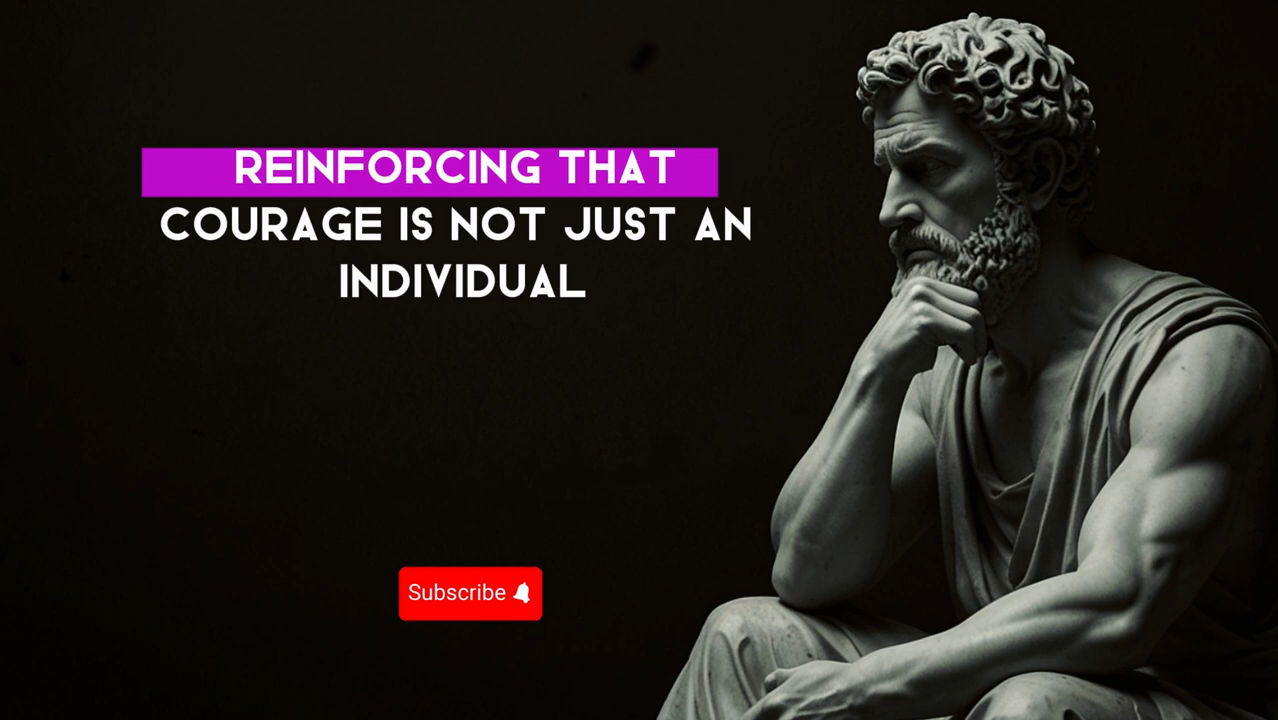 REINFORCING THAT
COURAGE IS NOT JUST AN
INDIVIDUAL
Subscribe